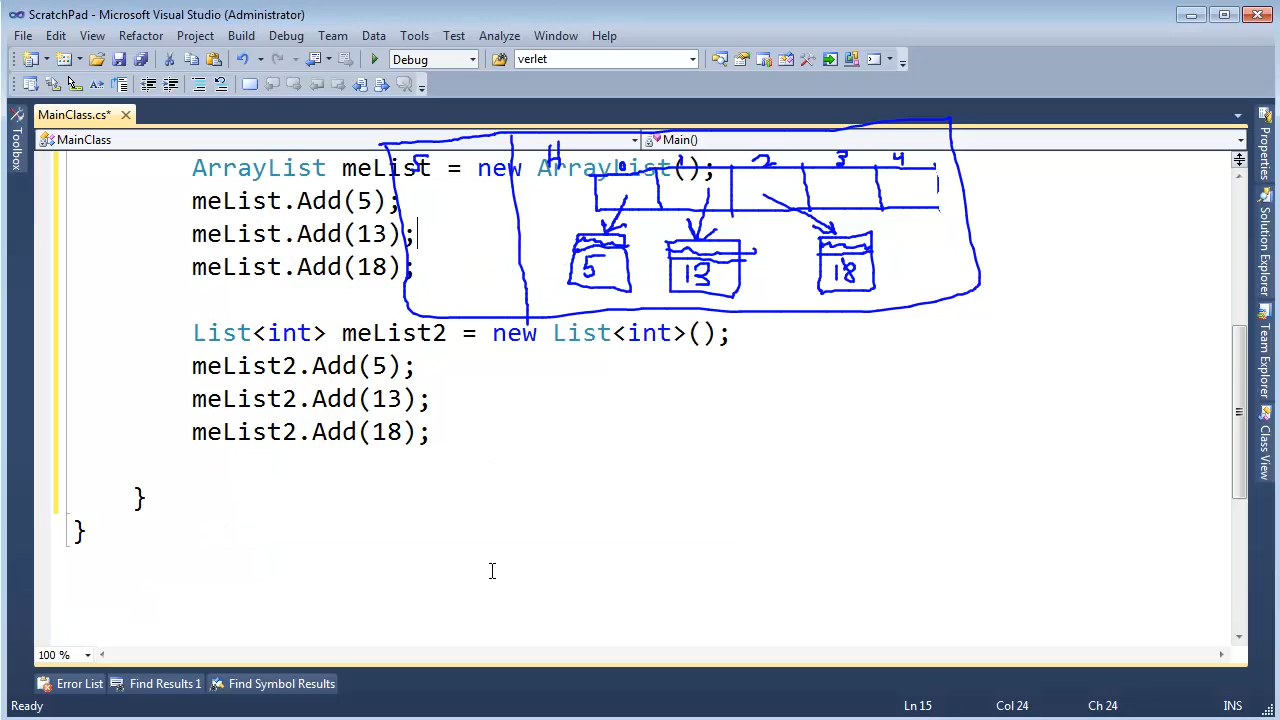 ScratchPad - Microsoft Visual Studio (Administrator)
File Edit View Refactor Project Build Debug Team Data Tools Test Analyze Window Help
Debug verlet
MainClass.cs*
MainClass Main()
S H 0 1 2 3 4
ArrayList meList = new ArrayList();
meList.Add(5);
meList.Add(13);
meList.Add(18);
5 13 18
List<int> meList2 = new List<int>();
meList2.Add(5);
meList2.Add(13);
meList2.Add(18);
}
}
100 %
Error List Find Results 1 Find Symbol Results
Ready Ln 15 Col 24 Ch 24 INS
Toolbox
Properties
Solution Explorer
Team Explorer
Class View